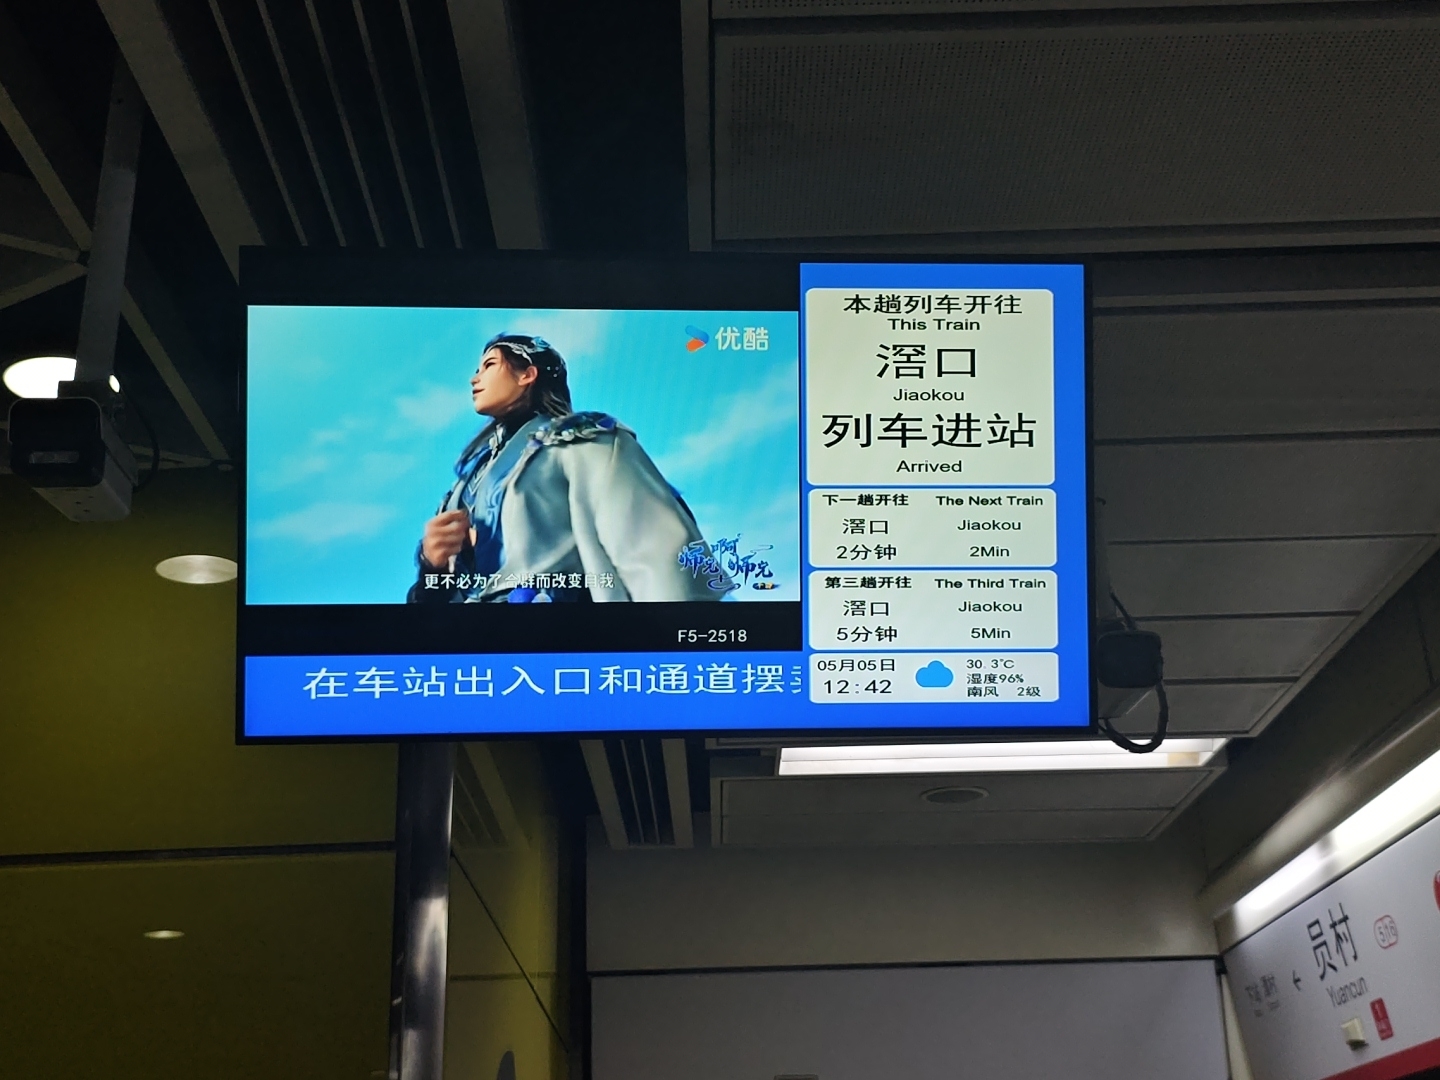 优酷
师兄啊师兄
更不必为了合群而改变自我
F5-2518
在车站出入口和通道摆
本趟列车开往
This Train
滘口
Jiaokou
列车进站
Arrived
下一趟开往 The Next Train
滘口 Jiaokou
2分钟 2Min
第三趟开往 The Third Train
滘口 Jiaokou
5分钟 5Min
05月05日
12:42
30.3℃
湿度96%
南风 2级
员村
Yuancun